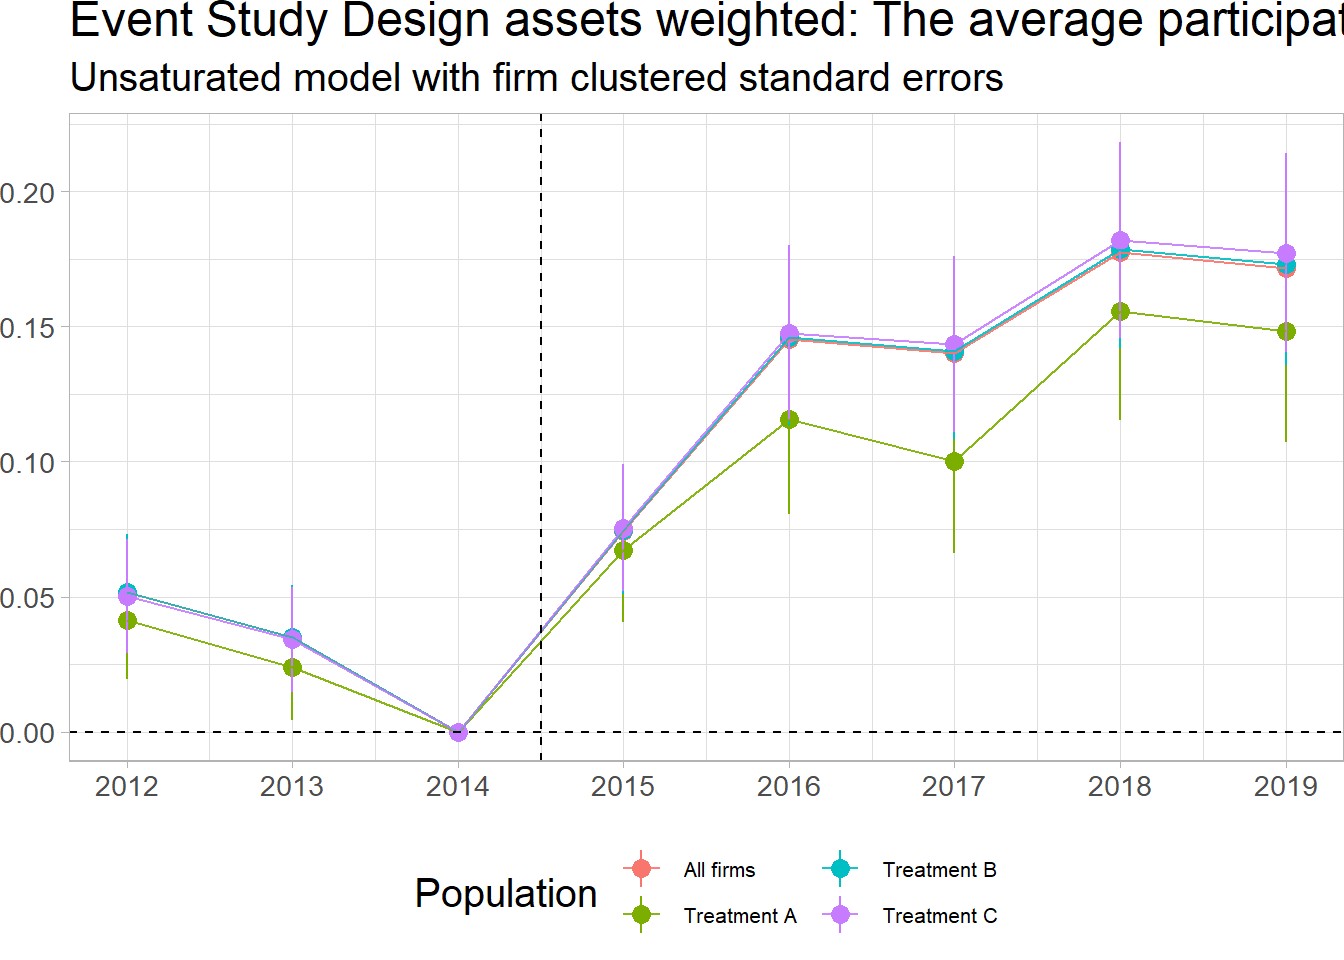 Event Study Design assets weighted: The average participat
Unsaturated model with firm clustered standard errors
0.20
0.15
0.10
0.05
0.00
2012 2013 2014 2015 2016 2017 2018 2019
Population
All firms Treatment B
Treatment A Treatment C